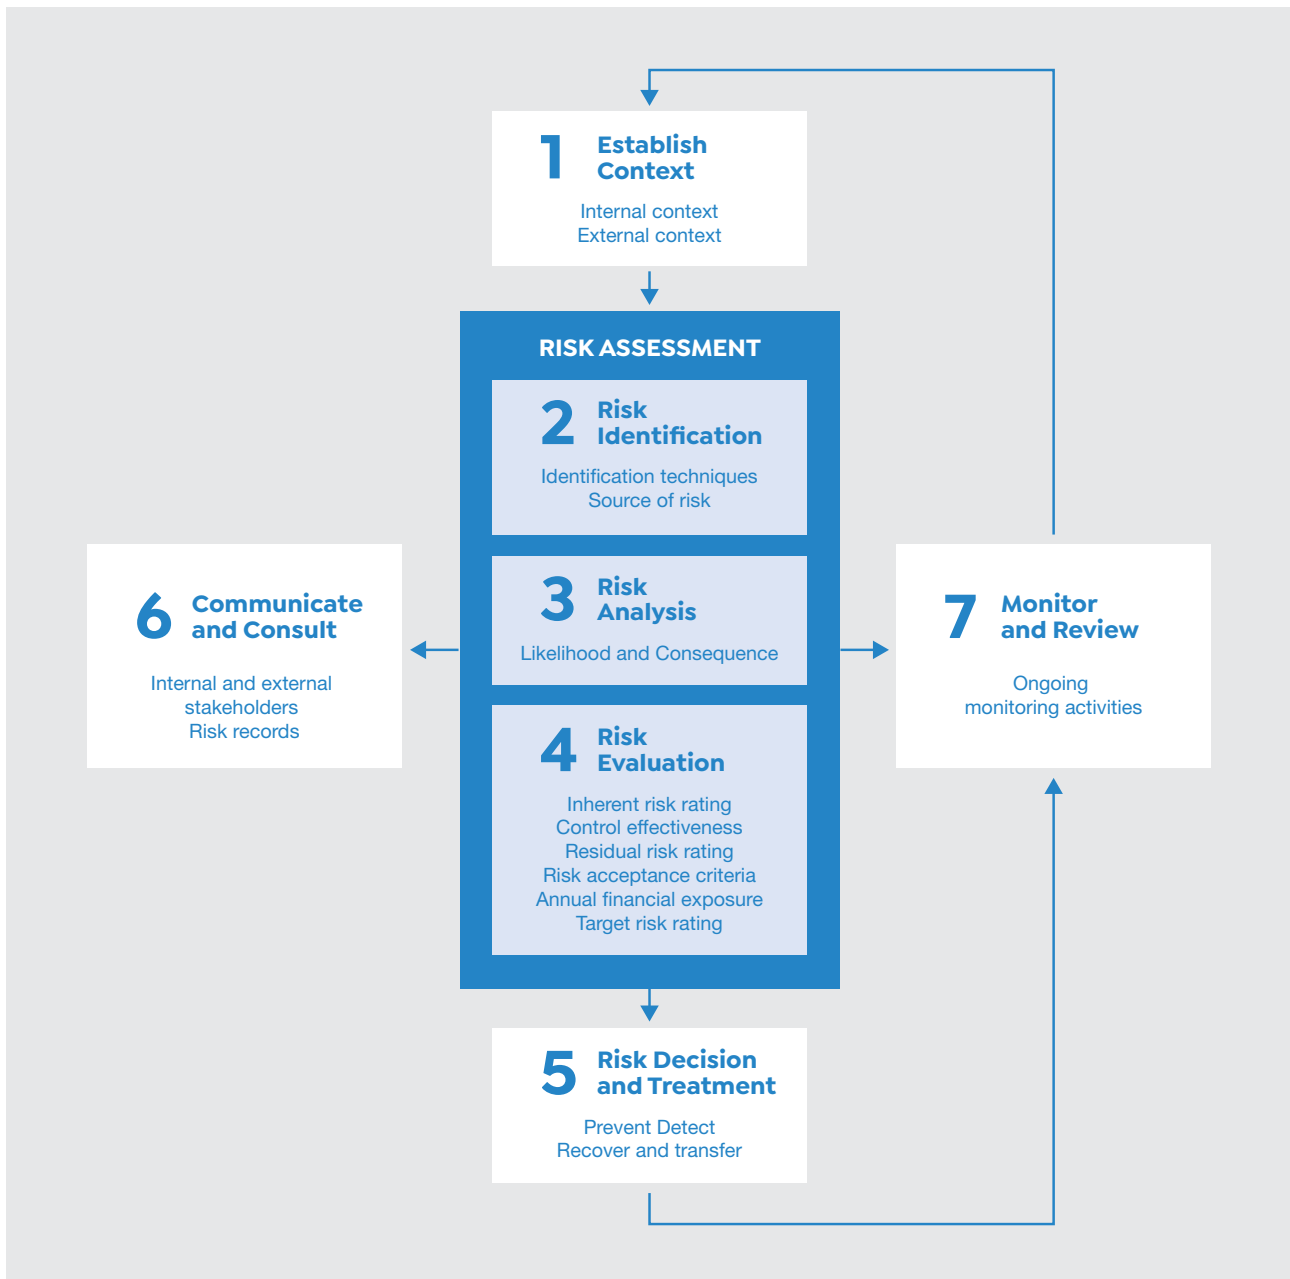 1
Establish
Context
Internal context
External context
RISK ASSESSMENT
2
Risk
Identification
Identification techniques
Source of risk
3
Risk
Analysis
Likelihood and Consequence
4
Risk
Evaluation
Inherent risk rating
Control effectiveness
Residual risk rating
Risk acceptance criteria
Annual financial exposure
Target risk rating
5
Risk Decision
and Treatment
Prevent Detect
Recover and transfer
6
Communicate
and Consult
Internal and external
stakeholders
Risk records
7
Monitor
and Review
Ongoing
monitoring activities